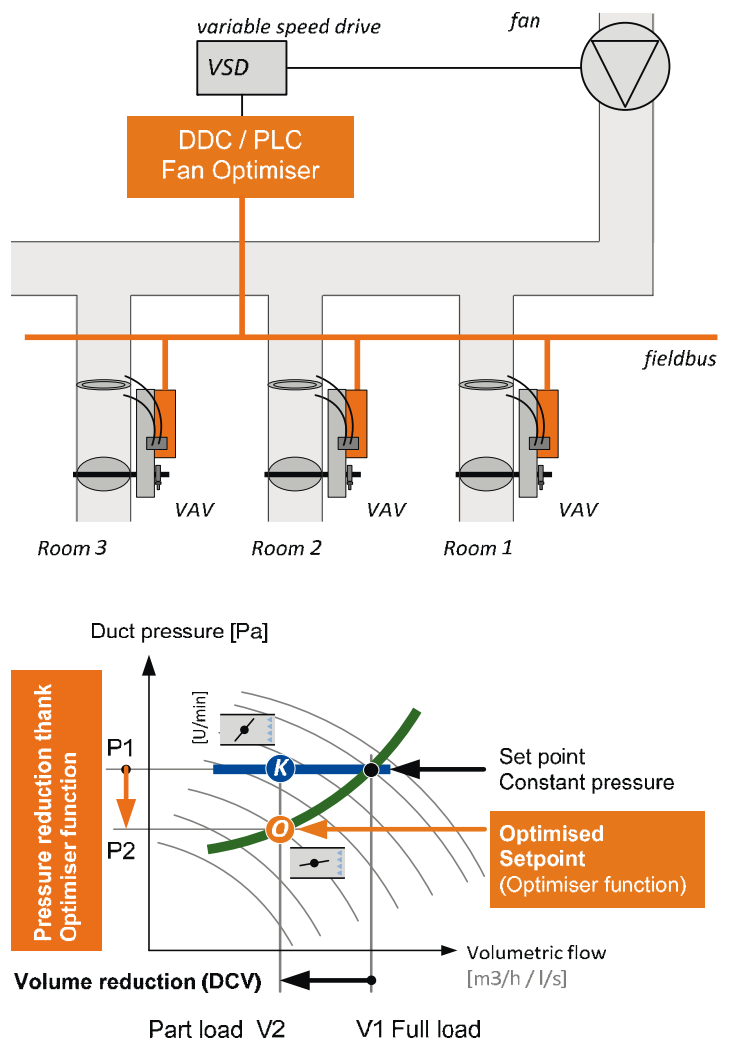 variable speed drive
fan
VSD
DDC / PLC
Fan Optimiser
fieldbus
VAV
VAV
VAV
Room 3
Room 2
Room 1
Duct pressure [Pa]
Pressure reduction thank
Optimiser function
[U/min]
P1
K
Set point
Constant pressure
P2
O
Optimised
Setpoint
(Optimiser function)
Volumetric flow
[m3/h / l/s]
Volume reduction (DCV)
Part load V2
V1 Full load